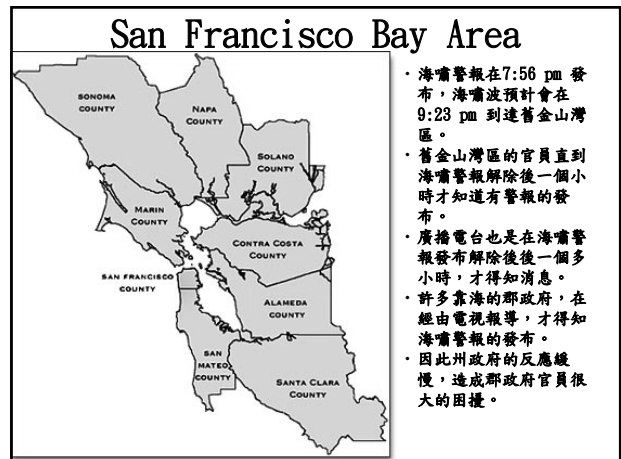 San Francisco Bay Area
SONOMA
COUNTY
NAPA
COUNTY
SOLANO
COUNTY
MARIN
COUNTY
CONTRA COSTA
COUNTY
SAN FRANCISCO
COUNTY
ALAMEDA
COUNTY
SAN
MATEO
COUNTY
SANTA CLARA
COUNTY
· 海嘯警報在7:56 pm 發
布,海嘯波預計會在
9:23 pm 到達舊金山灣
區。
· 舊金山灣區的官員直到
海嘯警報解除後一個小
時才知道有警報的發
布。
· 廣播電台也是在海嘯警
報發布解除後後一個多
小時,才得知消息。
· 許多靠海的郡政府,在
經由電視報導,才得知
海嘯警報的發布。
· 因此州政府的反應緩
慢,造成郡政府官員很
大的困擾。